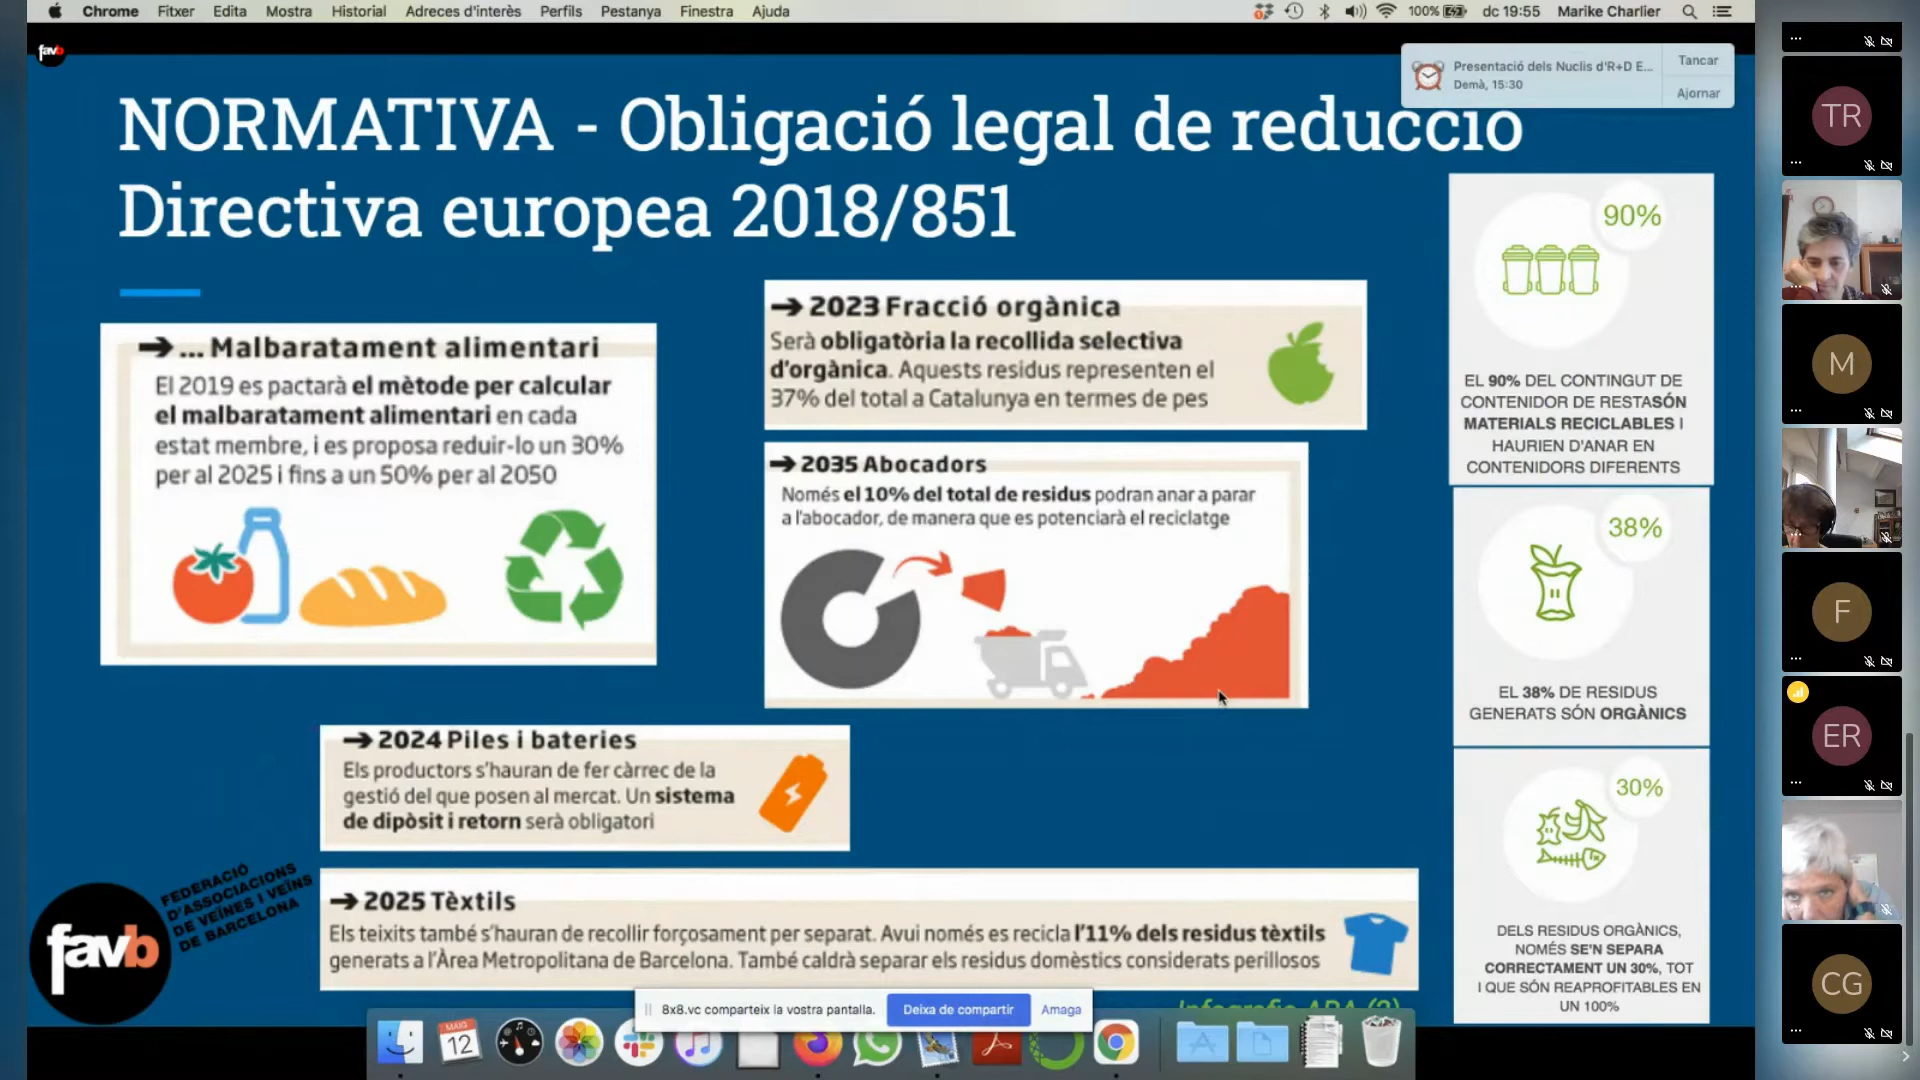 Chrome Fitxer Edita Mostra Historial Adreces d'interès Perfils Pestanya Finestra Ajuda
100% dc 19:55 Marike Charlier
favb
Presentació dels Nuclis d'R+D E...
Demà, 15:30
Tancar
Ajornar
NORMATIVA - Obligació legal de reducció
Directiva europea 2018/851
➔ ... Malbaratament alimentari
El 2019 es pactarà el mètode per calcular
el malbaratament alimentari en cada
estat membre, i es proposa reduir-lo un 30%
per al 2025 i fins a un 50% per al 2050
➔ 2023 Fracció orgànica
Serà obligatòria la recollida selectiva
d'orgànica. Aquests residus representen el
37% del total a Catalunya en termes de pes
➔ 2035 Abocadors
Només el 10% del total de residus podran anar a parar
a l'abocador, de manera que es potenciarà el reciclatge
➔ 2024 Piles i bateries
Els productors s'hauran de fer càrrec de la
gestió del que posen al mercat. Un sistema
de dipòsit i retorn serà obligatori
➔ 2025 Tèxtils
Els teixits també s'hauran de recollir forçosament per separat. Avui només es recicla l'11% dels residus tèxtils
generats a l'Àrea Metropolitana de Barcelona. També caldrà separar els residus domèstics considerats perillosos
Infografia ARA (2)
90%
EL 90% DEL CONTINGUT DE
CONTENIDOR DE RESTASÓN
MATERIALS RECICLABLES I
HAURIEN D'ANAR EN
CONTENIDORS DIFERENTS
38%
EL 38% DE RESIDUS
GENERATS SÓN ORGÀNICS
30%
DELS RESIDUS ORGÀNICS,
NOMÉS SE'N SEPARA
CORRECTAMENT UN 30%, TOT
I QUE SÓN REAPROFITABLES EN
UN 100%
favb
FEDERACIÓ
D'ASSOCIACIONS
DE VEÏNES I VEÏNS
DE BARCELONA
8x8.vc comparteix la vostra pantalla.
Deixa de compartir
Amaga
MAIG
12
TR
M
F
ER
CG